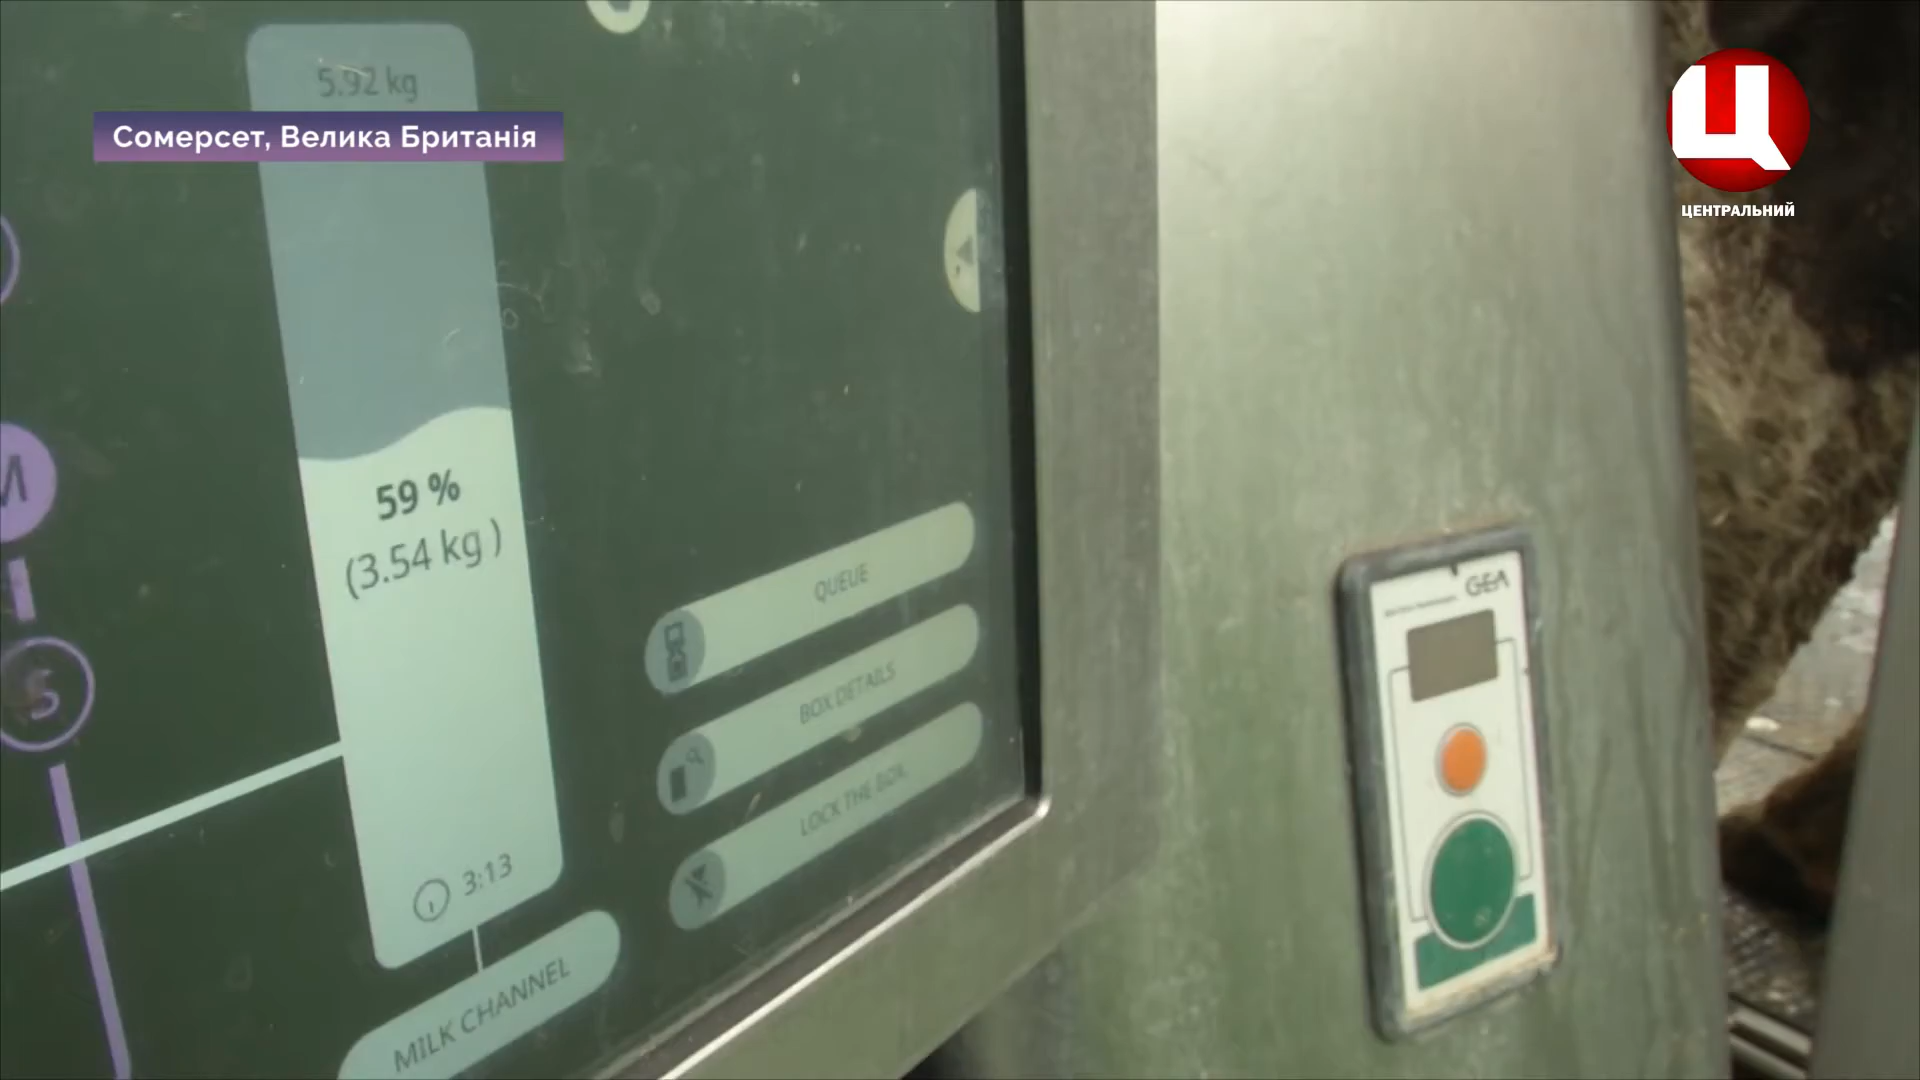 5.92 kg
Сомерсет, Велика Британія
Ц
ЦЕНТРАЛЬНИЙ
59 %
(3.54 kg )
QUEUE
BOX DETAILS
LOCK THE BOX
3:13
MILK CHANNEL
GEA
M
S